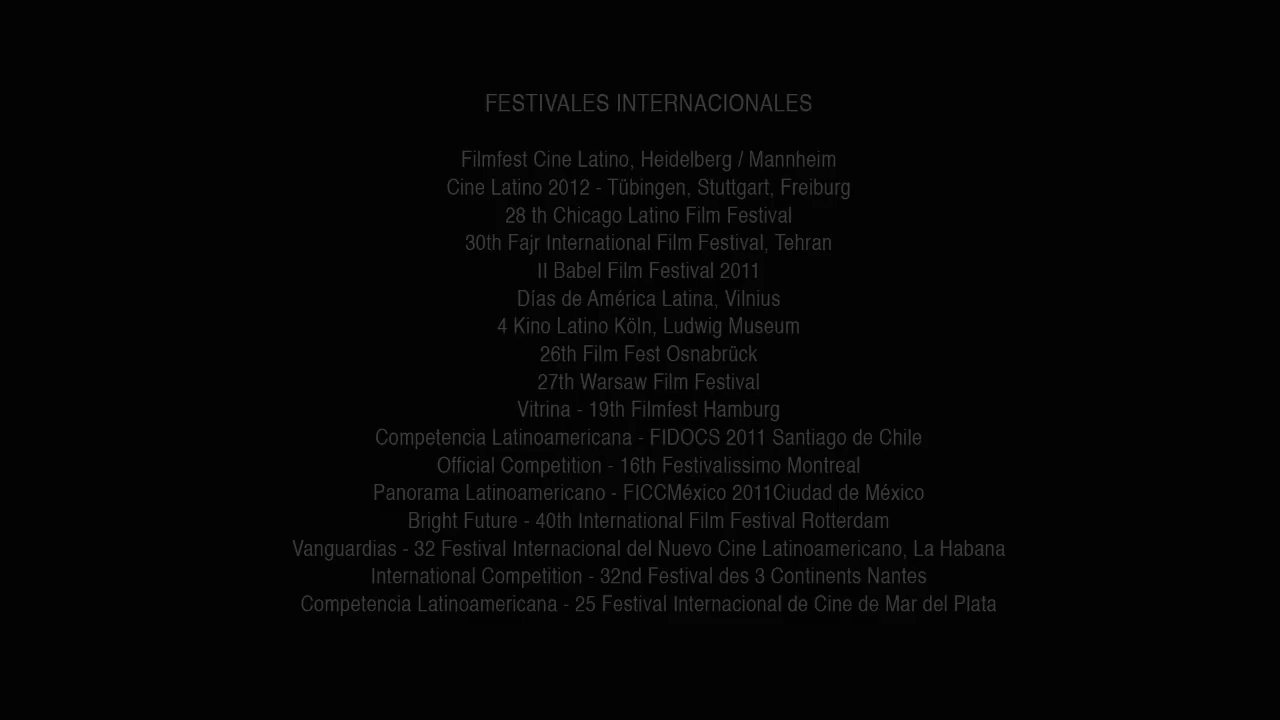 FESTIVALES INTERNACIONALES
Filmfest Cine Latino, Heidelberg / Mannheim
Cine Latino 2012 - Tübingen, Stuttgart, Freiburg
28 th Chicago Latino Film Festival
30th Fajr International Film Festival, Tehran
II Babel Film Festival 2011
Días de América Latina, Vilnius
4 Kino Latino Köln, Ludwig Museum
26th Film Fest Osnabrück
27th Warsaw Film Festival
Vitrina - 19th Filmfest Hamburg
Competencia Latinoamericana - FIDOCS 2011 Santiago de Chile
Official Competition - 16th Festivalissimo Montreal
Panorama Latinoamericano - FICCMéxico 2011Ciudad de México
Bright Future - 40th International Film Festival Rotterdam
Vanguardias - 32 Festival Internacional del Nuevo Cine Latinoamericano, La Habana
International Competition - 32nd Festival des 3 Continents Nantes
Competencia Latinoamericana - 25 Festival Internacional de Cine de Mar del Plata